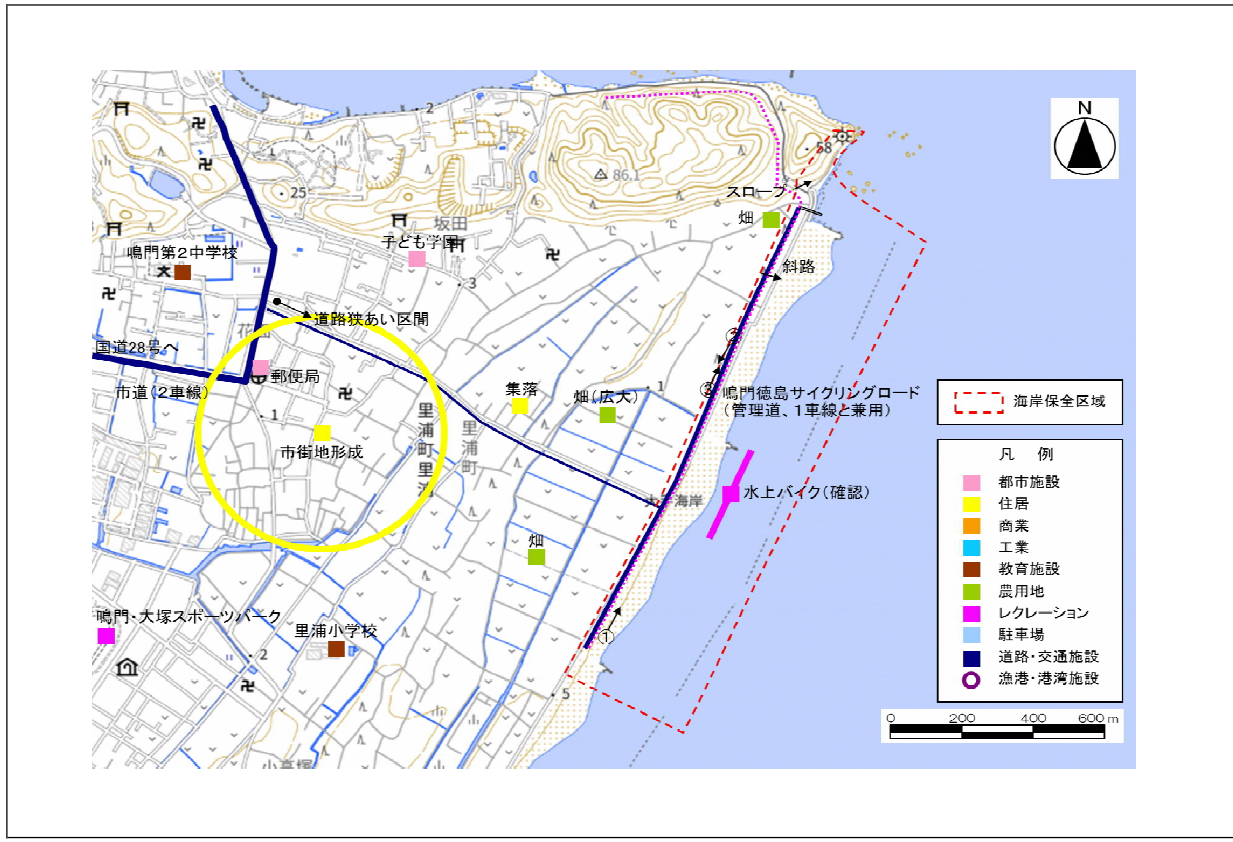 N
2
58
86.1
25
スロープ
坂田
畑
子ども学園
鳴門第2中学校
3
斜路
道路狭あい区間
国道28号へ
②
郵便局
市道(2車線)
1
集落
畑(広大)
1
③
鳴門徳島サイクリングロード
(管理道、1車線と兼用)
海岸保全区域
里浦町里浦
里浦町
市街地形成
凡 例
都市施設
水上バイク(確認)
住居
商業
工業
畑
教育施設
農用地
鳴門・大塚スポーツパーク
レクレーション
里浦小学校
①
駐車場
2
道路・交通施設
5
漁港・港湾施設
0 200 400 600 m